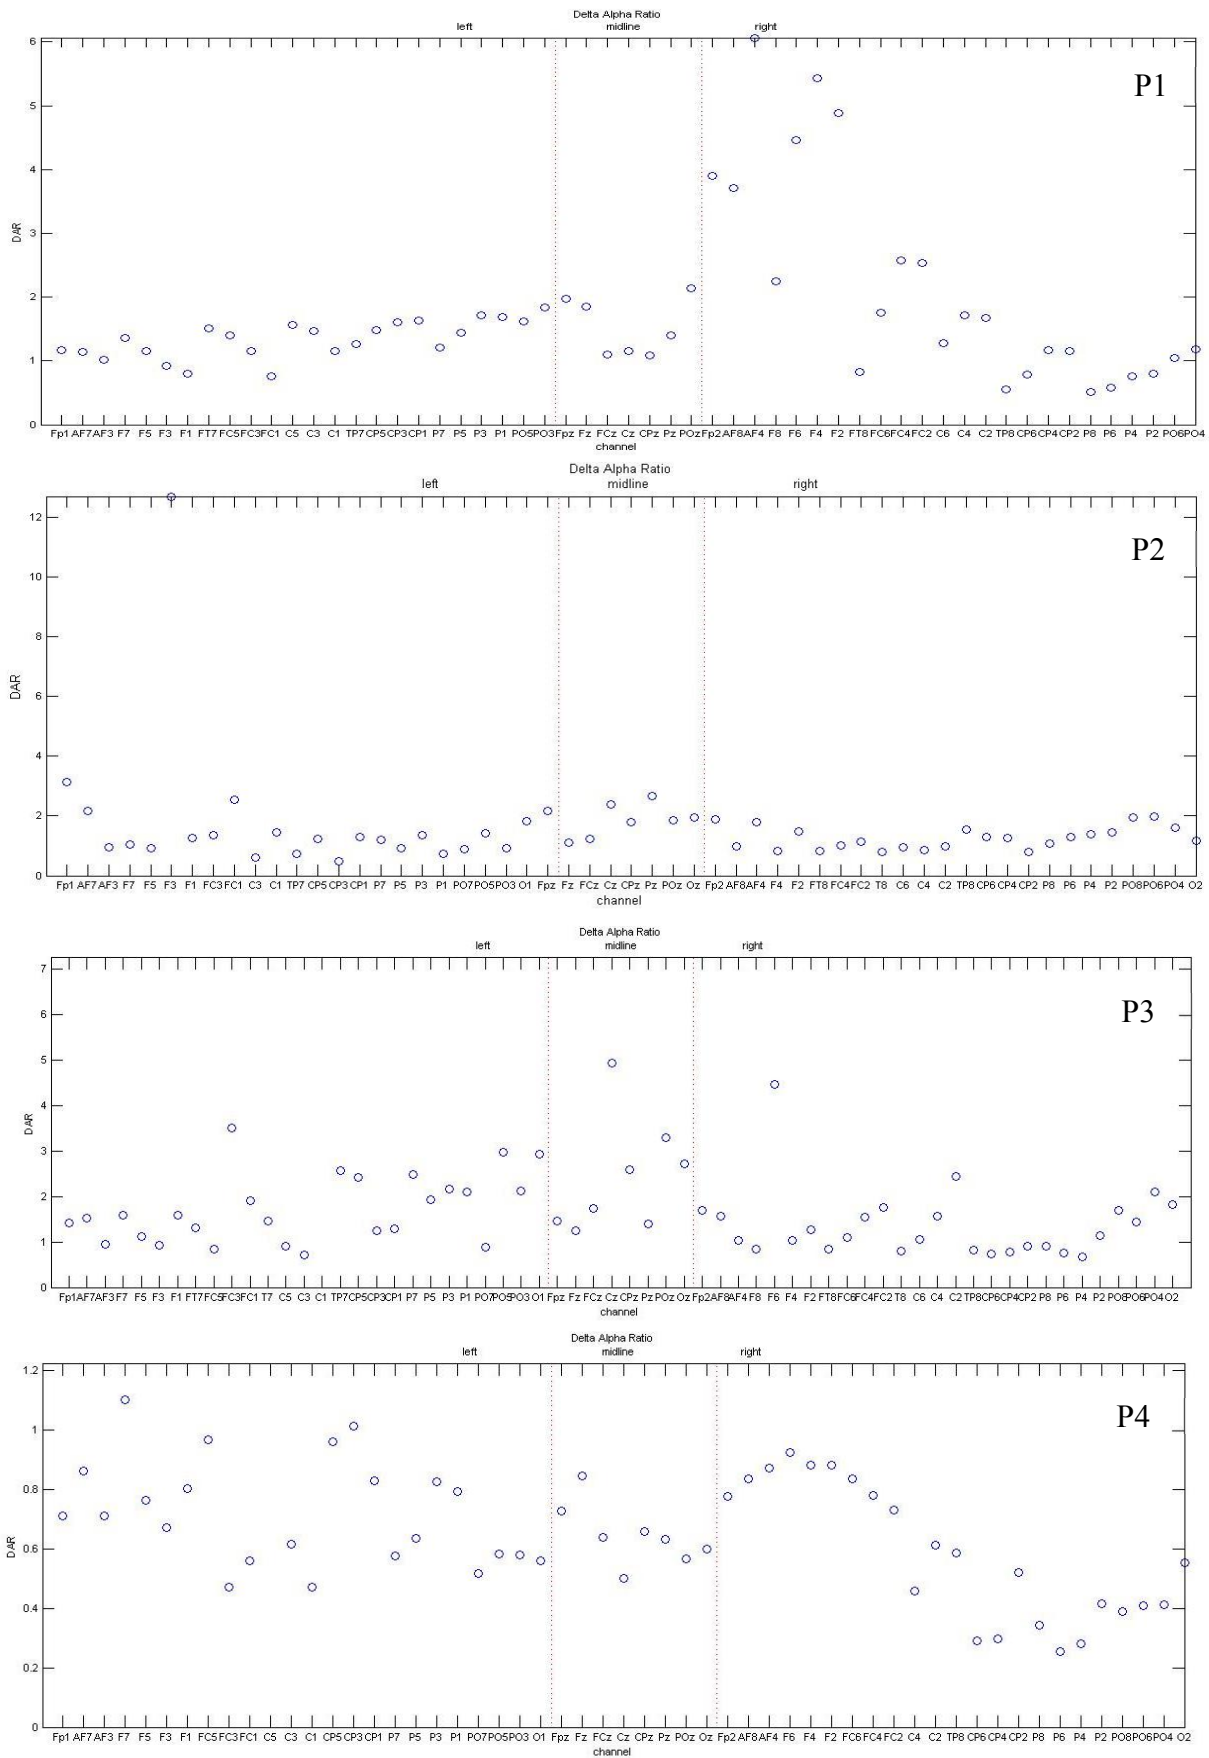 Delta Alpha Ratio
left midline right
6
P1
5
4
3
DAR
2
1
0
Fp1 AF7 AF3 F7 F5 F3 F1 FT7 FC5 FC3 FC1 C5 C3 C1 TP7 CP5 CP3 CP1 P7 P5 P3 P1 PO5 PO3 Fpz Fz FCz Cz CPz Pz POz Fp2 AF8 AF4 F8 F6 F4 F2 FT8 FC6 FC4 FC2 C6 C4 C2 TP8 CP6 CP4 CP2 P8 P6 P4 P2 PO6 PO4
channel
Delta Alpha Ratio
left midline right
12
P2
10
8
DAR
6
4
2
0
Fp1 AF7 AF3 F7 F5 F3 F1 FC3 FC1 C3 C1 TP7 CP5 CP3 CP1 P7 P5 P3 P1 PO7 PO5 PO3 O1 Fpz Fz FCz Cz CPz Pz POz Oz Fp2 AF8 AF4 F4 F2 FT8 FC4 FC2 T8 C6 C4 C2 TP8 CP6 CP4 CP2 P8 P6 P4 P2 PO8 PO6 PO4 O2
channel
Delta Alpha Ratio
left midline right
7
P3
6
5
4
DAR
3
2
1
0
Fp1 AF7 AF3 F7 F5 F3 F1 FT7 FC5 FC3 FC1 T7 C5 C3 C1 TP7 CP5 CP3 CP1 P7 P5 P3 P1 PO7 PO5 PO3 O1 Fpz Fz FCz Cz CPz Pz POz Oz Fp2 AF8 AF4 F8 F6 F4 F2 FT8 FC6 FC4 FC2 T8 C6 C4 C2 TP8 CP6 CP4 CP2 P8 P6 P4 P2 PO8 PO6 PO4 O2
channel
Delta Alpha Ratio
left midline right
1.2
P4
1
0.8
DAR
0.6
0.4
0.2
0
Fp1 AF7 AF3 F7 F5 F3 F1 FC5 FC3 FC1 C5 C3 C1 CP5 CP3 CP1 P7 P5 P3 P1 PO7 PO5 PO3 O1 Fpz Fz FCz Cz CPz Pz POz Oz Fp2 AF8 AF4 F6 F4 F2 FC6 FC4 FC2 C4 C2 TP8 CP6 CP4 CP2 P8 P6 P4 P2 PO8 PO6 PO4 O2
channel